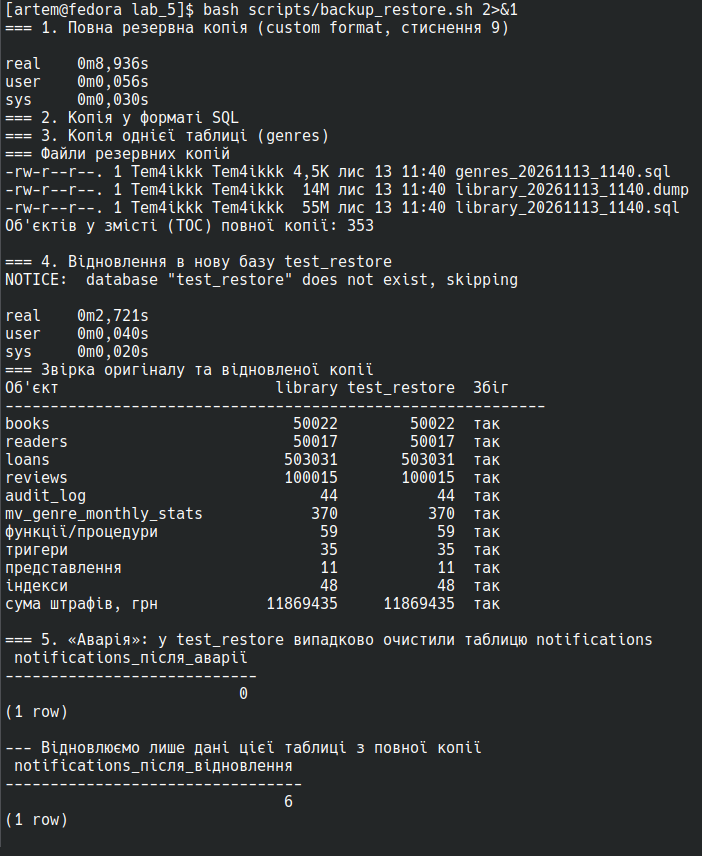 [artem@fedora lab_5]$ bash scripts/backup_restore.sh 2>&1
=== 1. Повна резервна копія (custom format, стиснення 9)
real    0m8,936s
user    0m0,056s
sys     0m0,030s
=== 2. Копія у форматі SQL
=== 3. Копія однієї таблиці (genres)
=== Файли резервних копій
-rw-r--r--. 1 Tem4ikkk Tem4ikkk 4,5K лис 13 11:40 genres_20261113_1140.sql
-rw-r--r--. 1 Tem4ikkk Tem4ikkk  14M лис 13 11:40 library_20261113_1140.dump
-rw-r--r--. 1 Tem4ikkk Tem4ikkk  55M лис 13 11:40 library_20261113_1140.sql
Об'єктів у змісті (TOC) повної копії: 353
=== 4. Відновлення в нову базу test_restore
NOTICE:  database "test_restore" does not exist, skipping
real    0m2,721s
user    0m0,040s
sys     0m0,020s
=== Звірка оригіналу та відновленої копії
Об'єкт                        library test_restore  Збіг
------------------------------------------------------------
books                           50022        50022  так
readers                         50017        50017  так
loans                          503031       503031  так
reviews                        100015       100015  так
audit_log                          44           44  так
mv_genre_monthly_stats            370          370  так
функції/процедури                  59           59  так
тригери                            35           35  так
представлення                      11           11  так
індекси                            48           48  так
сума штрафів, грн            11869435     11869435  так
=== 5. «Аварія»: у test_restore випадково очистили таблицю notifications
 notifications_після_аварії
----------------------------
                          0
(1 row)
--- Відновлюємо лише дані цієї таблиці з повної копії
 notifications_після_відновлення
---------------------------------
                               6
(1 row)